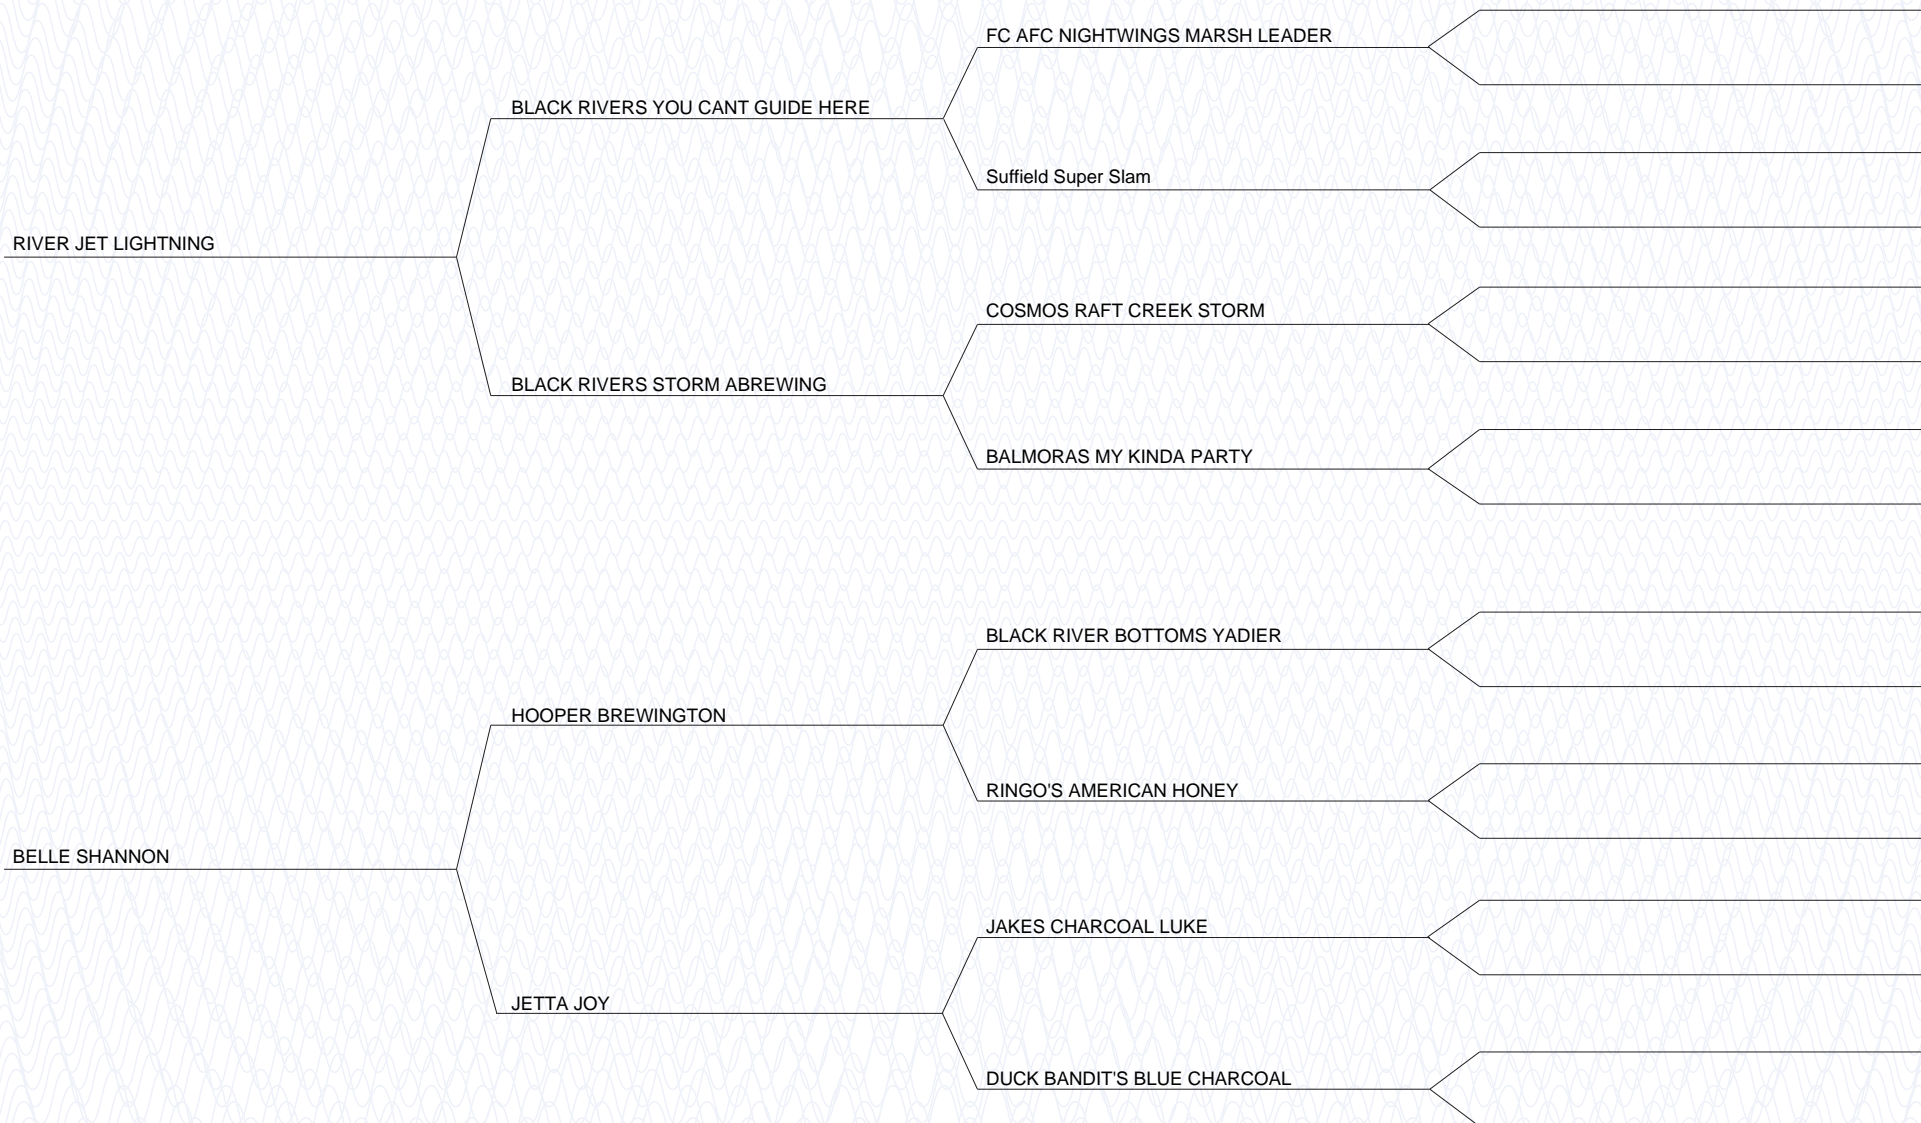 FC AFC NIGHTWINGS MARSH LEADER
BLACK RIVERS YOU CANT GUIDE HERE
Suffield Super Slam
RIVER JET LIGHTNING
COSMOS RAFT CREEK STORM
BLACK RIVERS STORM ABREWING
BALMORAS MY KINDA PARTY
BLACK RIVER BOTTOMS YADIER
HOOPER BREWINGTON
RINGO'S AMERICAN HONEY
BELLE SHANNON
JAKES CHARCOAL LUKE
JETTA JOY
DUCK BANDIT'S BLUE CHARCOAL